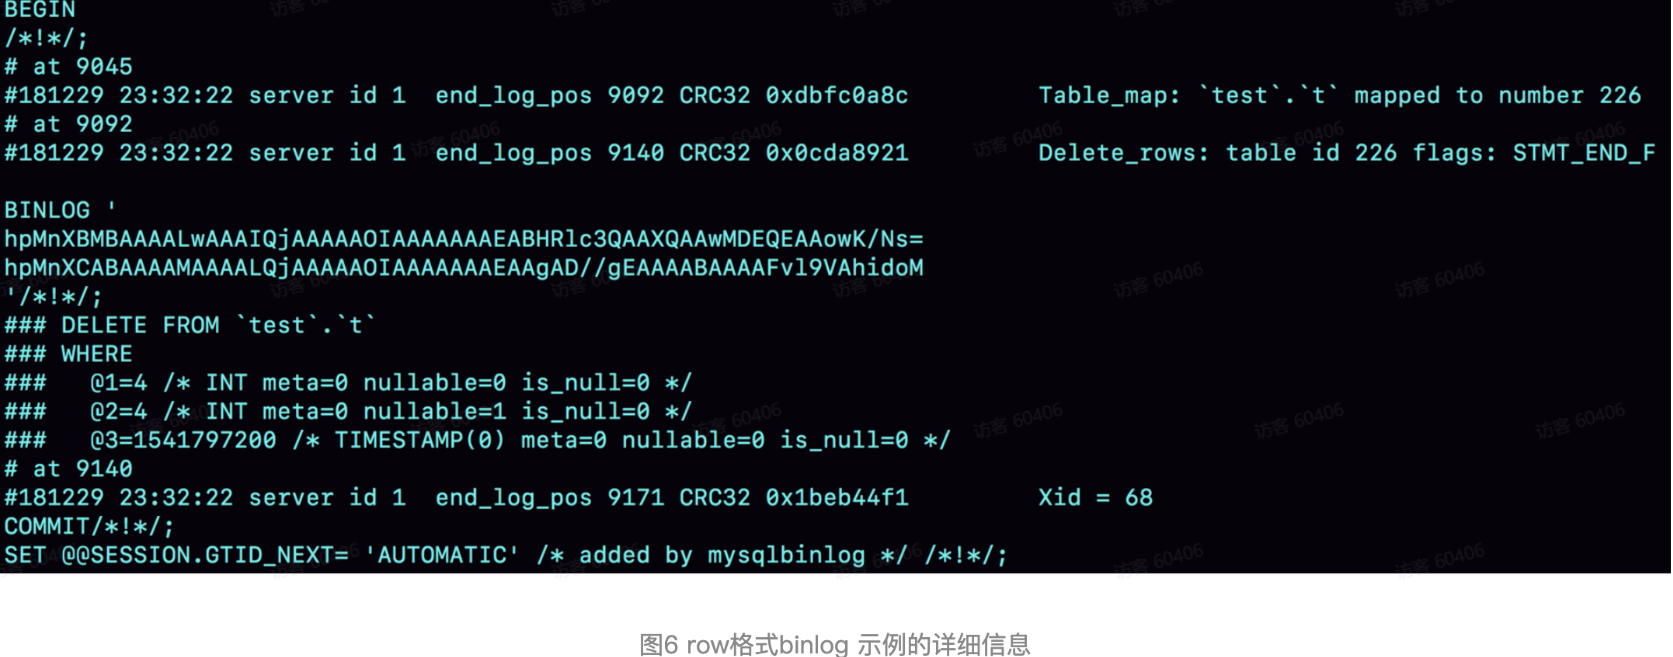 BEGIN
/*!*/;
# at 9045
#181229 23:32:22 server id 1  end_log_pos 9092 CRC32 0xdbfc0a8c         Table_map: `test`.`t` mapped to number 226
# at 9092
#181229 23:32:22 server id 1  end_log_pos 9140 CRC32 0x0cda8921         Delete_rows: table id 226 flags: STMT_END_F
BINLOG '
hpMnXBMBAAAALwAAAIQjAAAAAOIAAAAAAAEABHRlc3QAAXQAAwMDEQEAAowK/Ns=
hpMnXCABAAAAMAAAALQjAAAAAOIAAAAAAAEAAgAD//gEAAAABAAAAFvl9VAhidoM
'/*!*/;
### DELETE FROM `test`.`t`
### WHERE
###   @1=4 /* INT meta=0 nullable=0 is_null=0 */
###   @2=4 /* INT meta=0 nullable=1 is_null=0 */
###   @3=1541797200 /* TIMESTAMP(0) meta=0 nullable=0 is_null=0 */
# at 9140
#181229 23:32:22 server id 1  end_log_pos 9171 CRC32 0x1beb44f1         Xid = 68
COMMIT/*!*/;
SET @@SESSION.GTID_NEXT= 'AUTOMATIC' /* added by mysqlbinlog */ /*!*/;
图6 row格式binlog 示例的详细信息
访客 60406